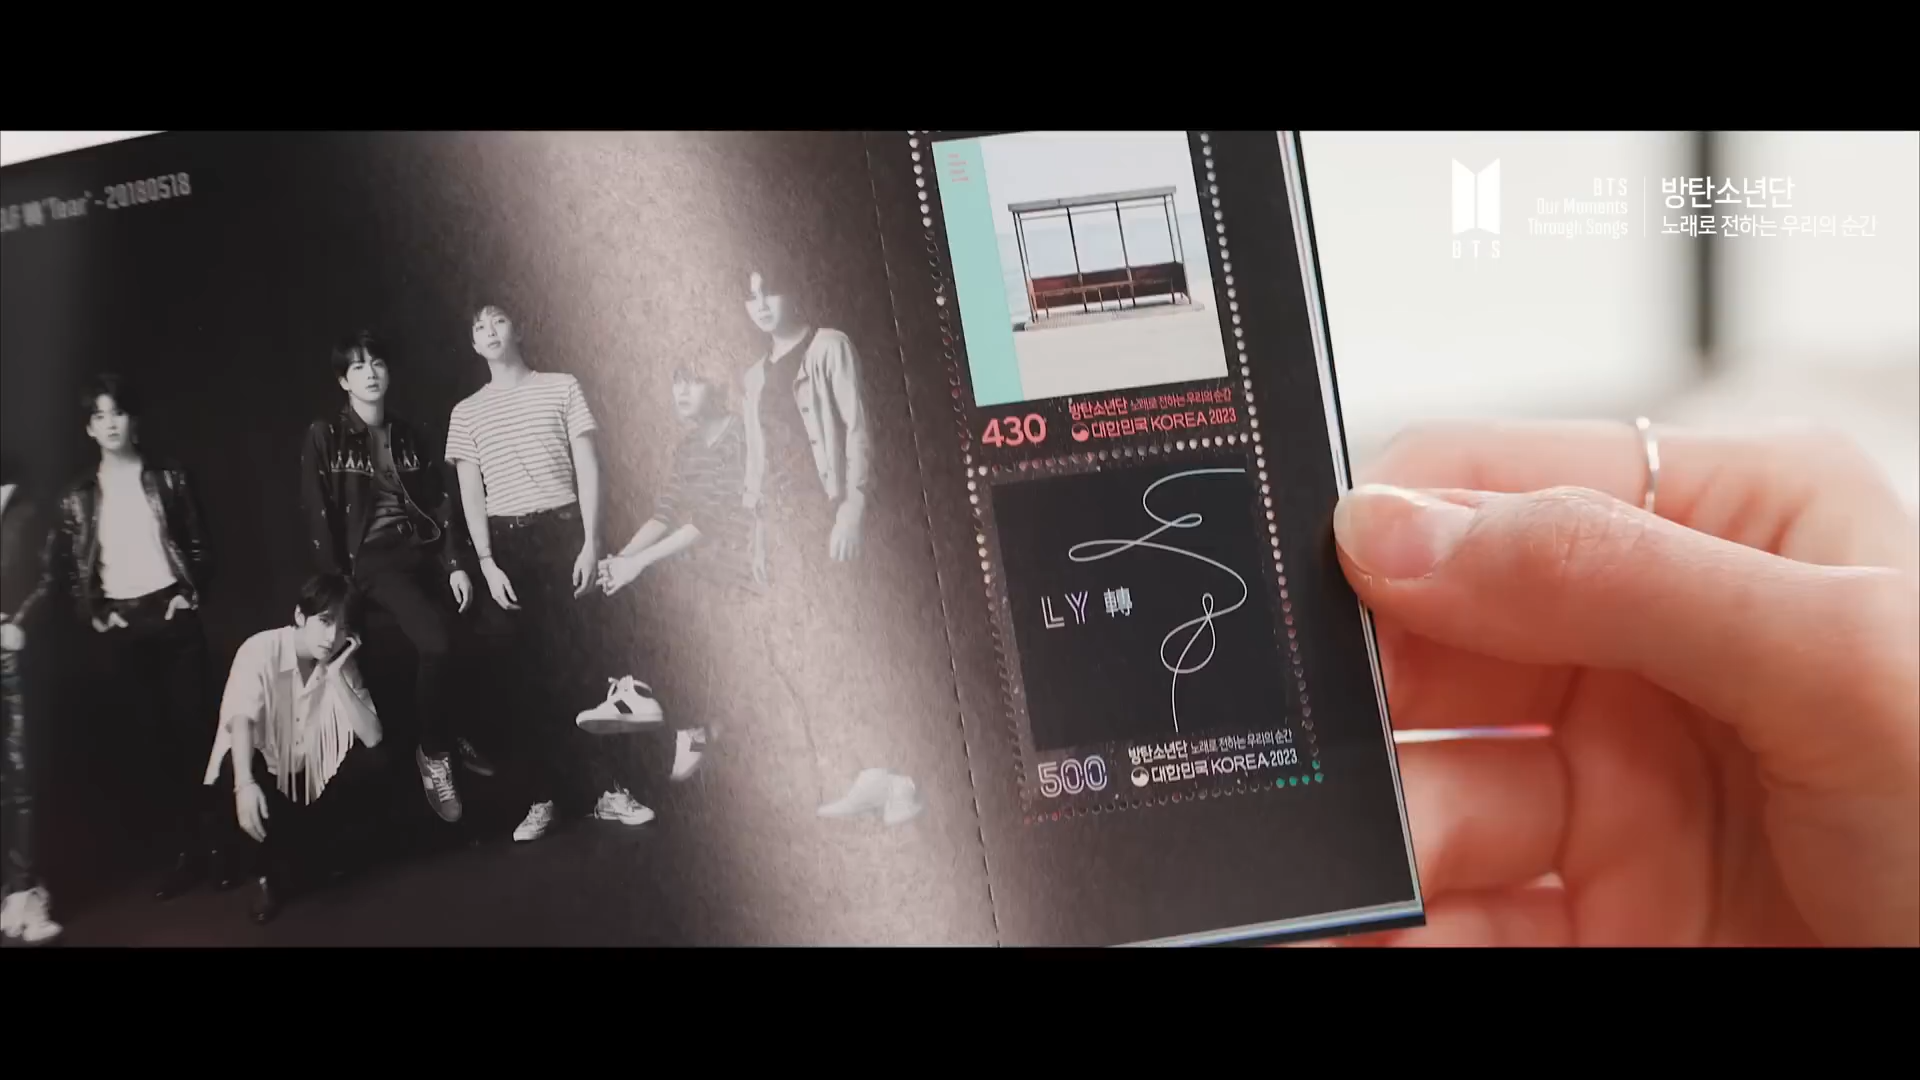 轉 'Tear' - 20180518
BTS
BTS
Our Moments
Through Songs
방탄소년단
노래로 전하는 우리의 순간
430
방탄소년단 노래로 전하는 우리의 순간
대한민국 KOREA 2023
LY 轉
500
방탄소년단 노래로 전하는 우리의 순간
대한민국 KOREA 2023